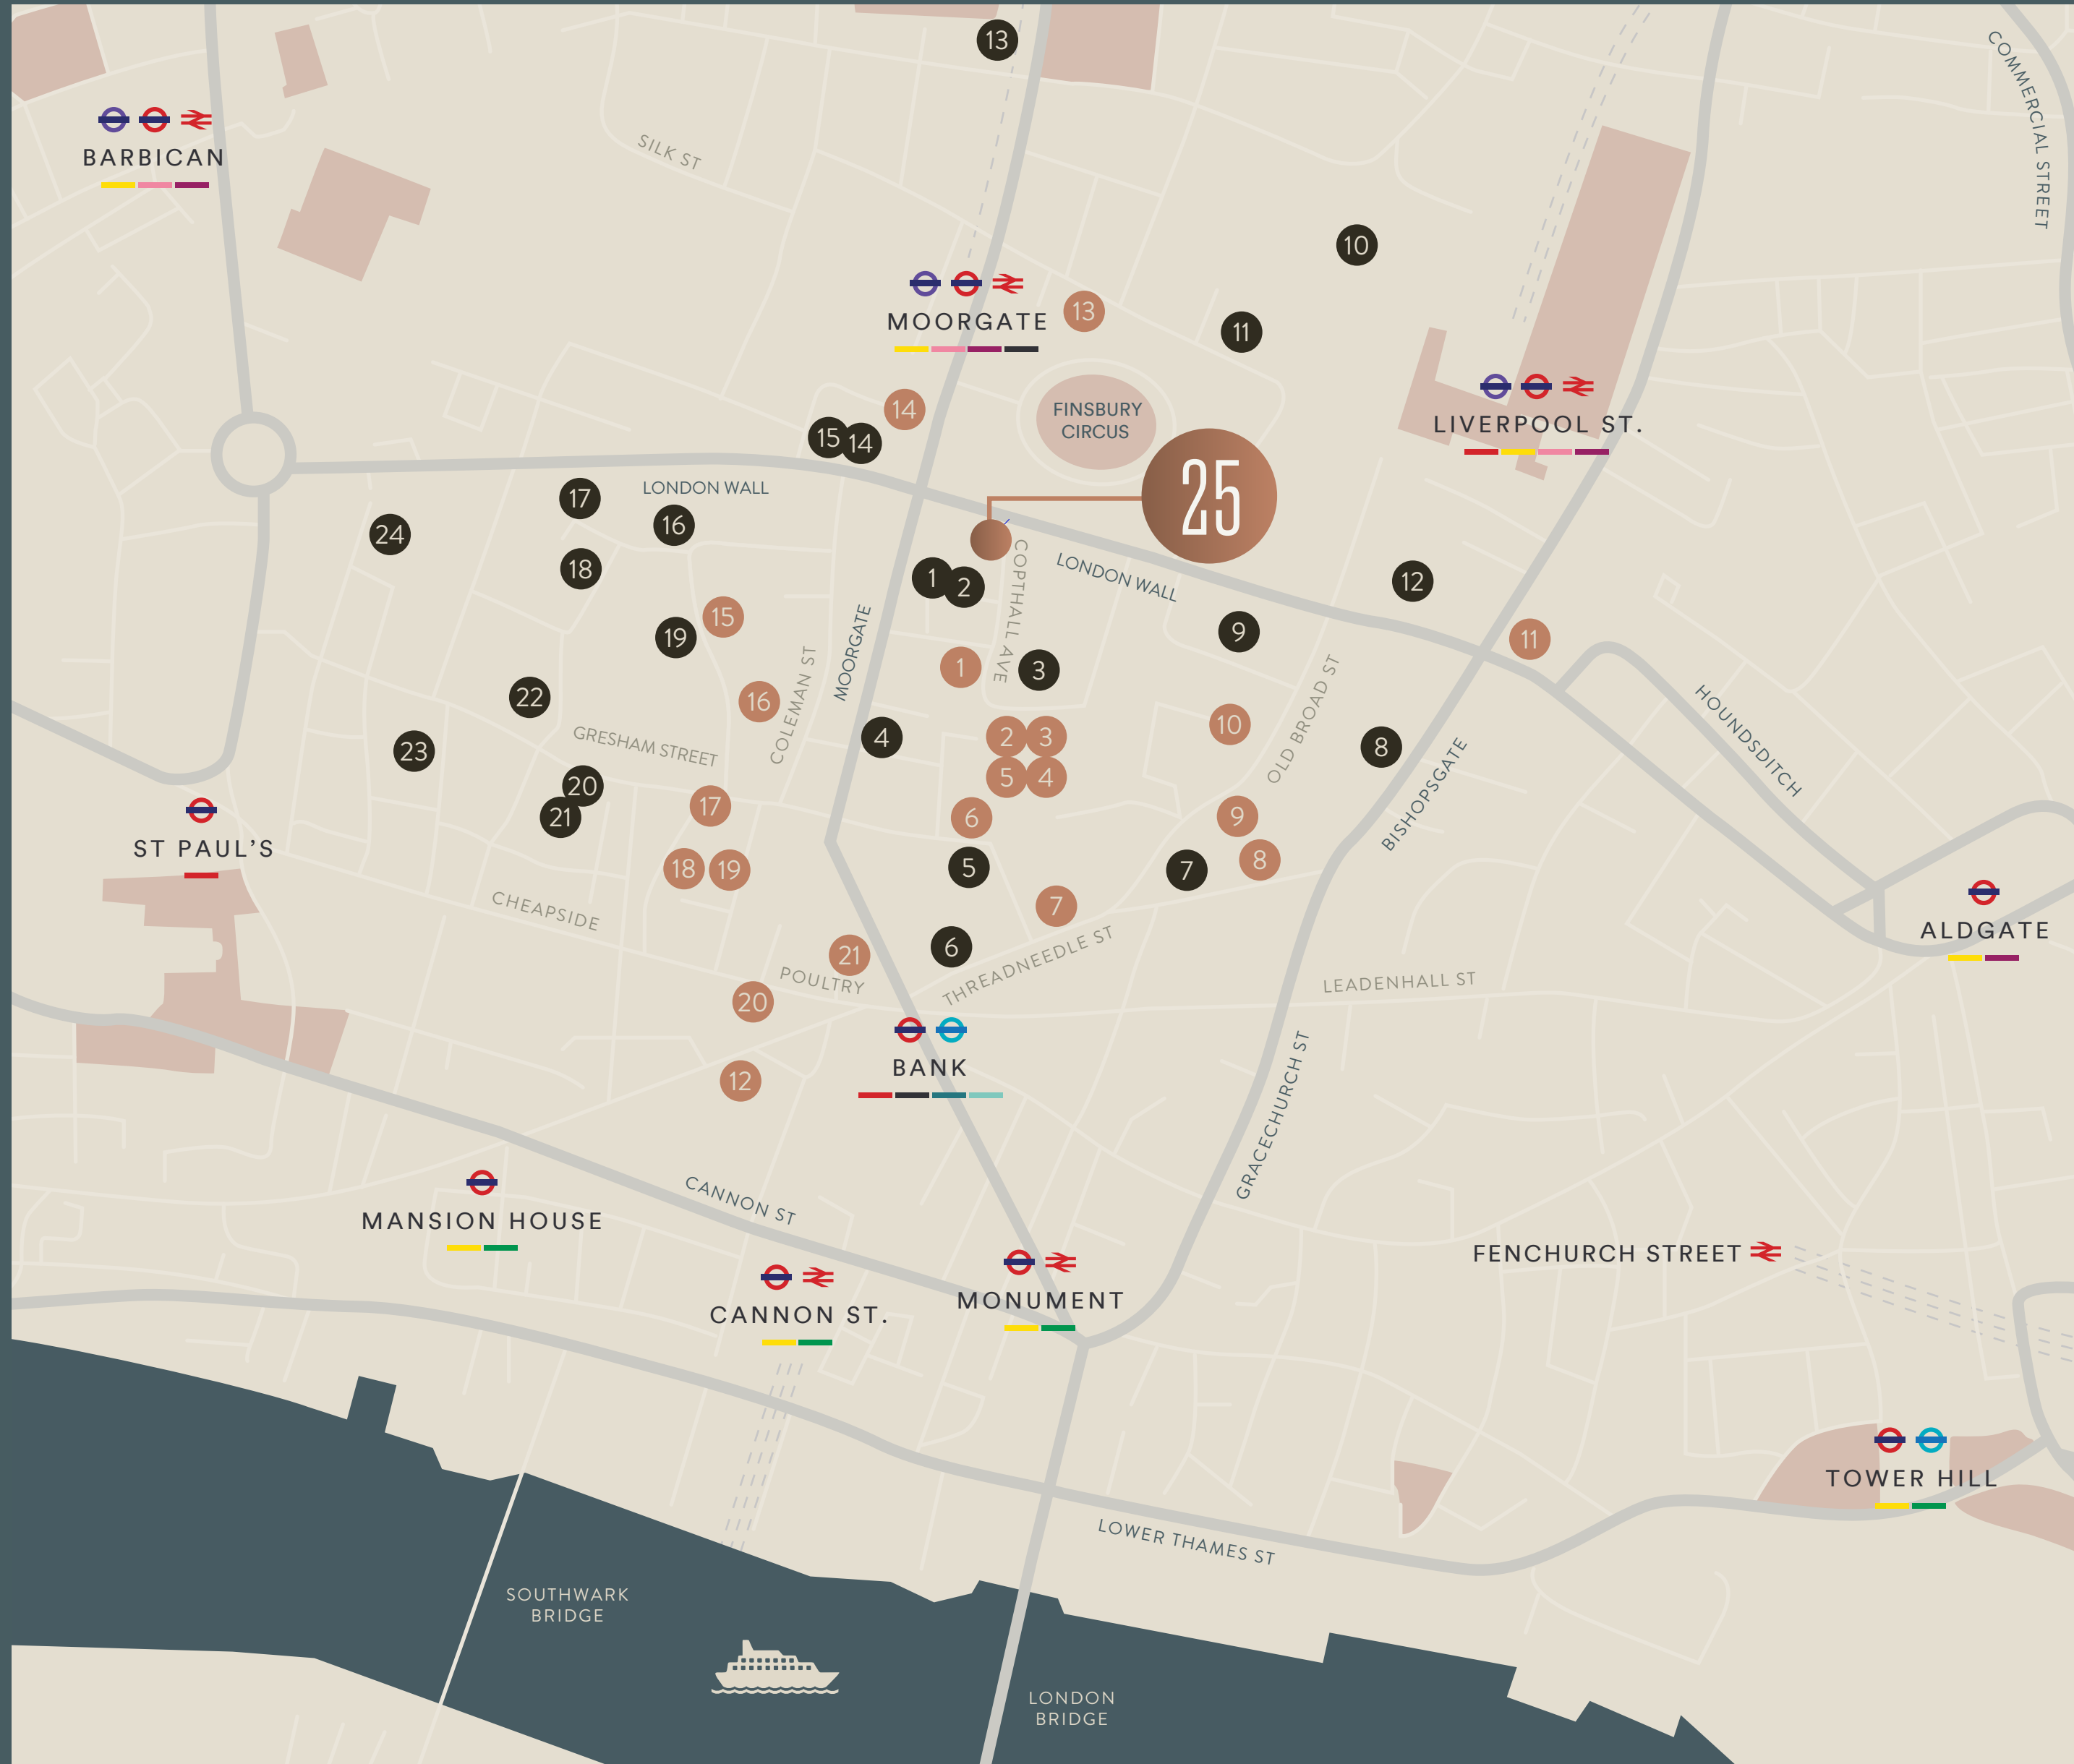 13
COMMERCIAL STREET
BARBICAN
SILK ST
10
MOORGATE
13
11
FINSBURY
CIRCUS
LIVERPOOL ST.
14
15
14
25
LONDON WALL
17
16
24
18
1
2
COPTHALL AVE
LONDON WALL
12
15
19
9
11
MOORGATE
1
3
COLEMAN ST
OLD BROAD ST
22
16
HOUNDSDITCH
GRESHAM STREET
23
4
2
3
10
8
BISHOPSGATE
20
5
4
21
17
6
9
ST PAUL'S
18
19
5
7
8
CHEAPSIDE
7
ALDGATE
21
6
THREADNEEDLE ST
POULTRY
20
LEADENHALL ST
BANK
12
GRACECHURCH ST
MANSION HOUSE
CANNON ST
FENCHURCH STREET
CANNON ST.
MONUMENT
TOWER HILL
LOWER THAMES ST
SOUTHWARK
BRIDGE
LONDON
BRIDGE